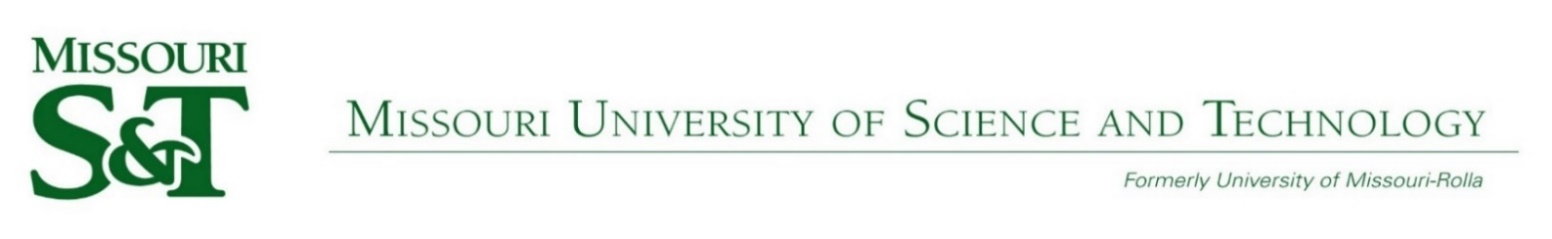 MISSOURI
S&T
MISSOURI UNIVERSITY OF SCIENCE AND TECHNOLOGY
Formerly University of Missouri-Rolla